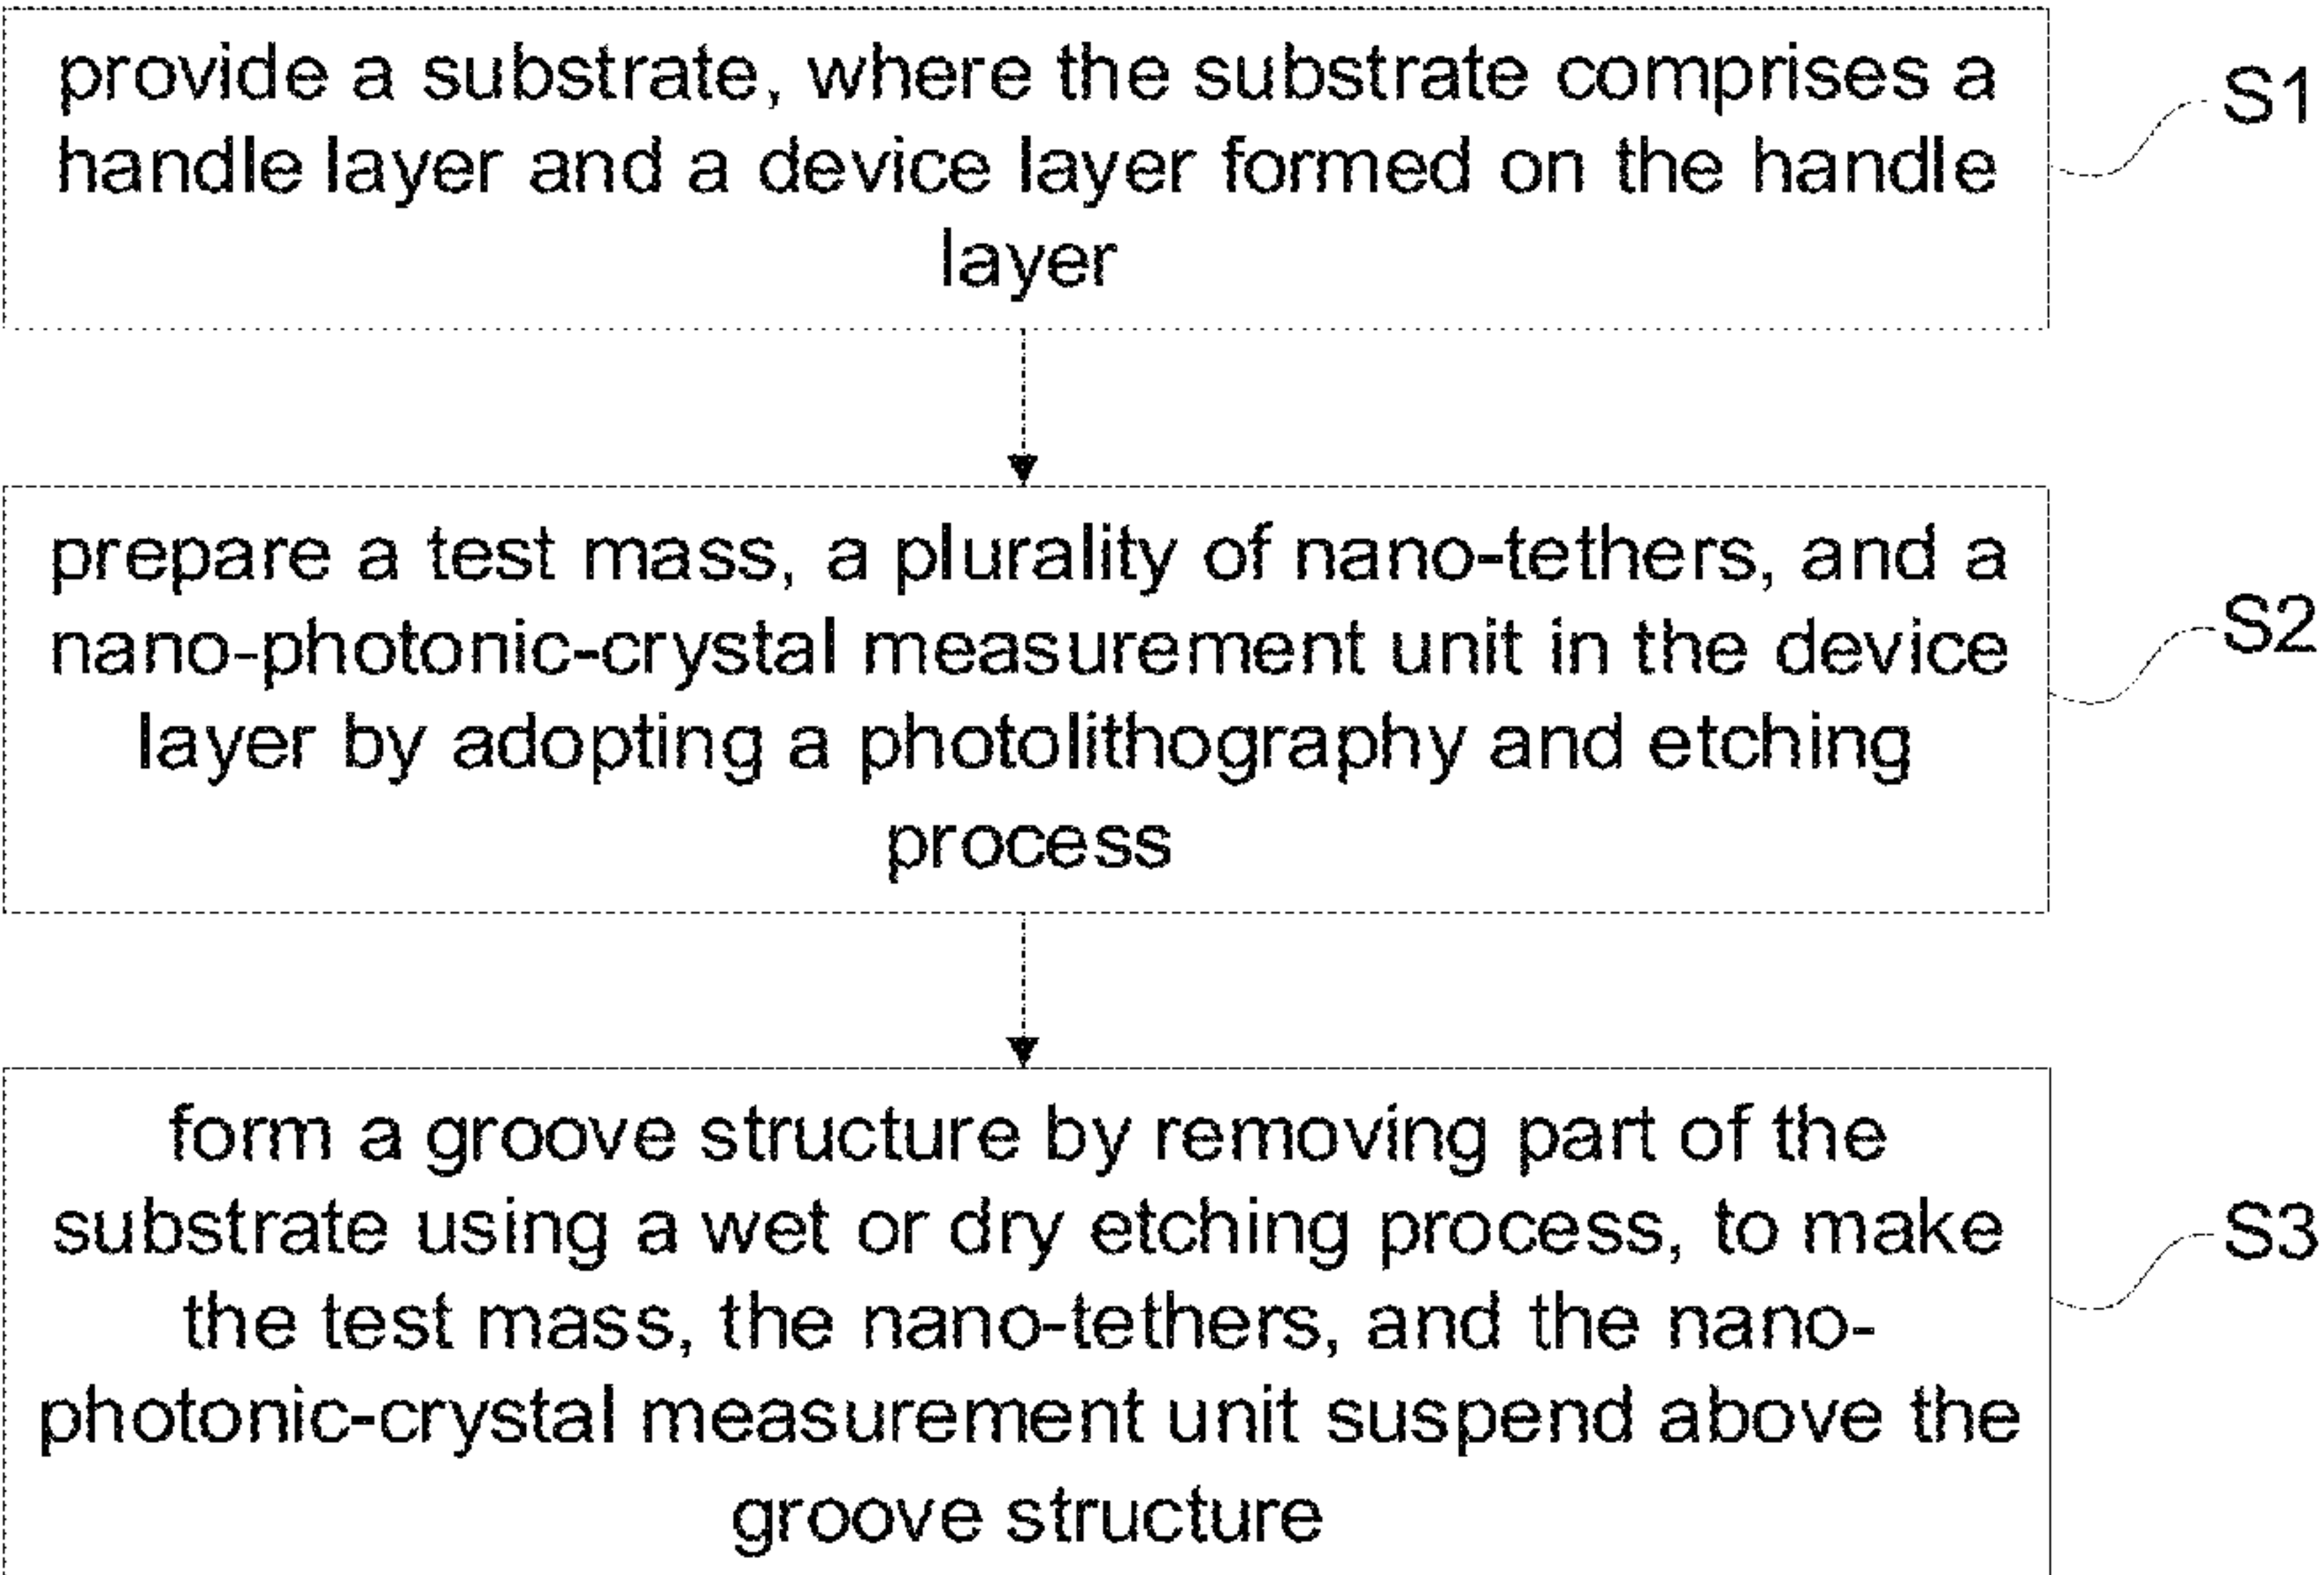 provide a substrate, where the substrate comprises a
handle layer and a device layer formed on the handle
layer
S1
prepare a test mass, a plurality of nano-tethers, and a
nano-photonic-crystal measurement unit in the device
layer by adopting a photolithography and etching
process
S2
form a groove structure by removing part of the
substrate using a wet or dry etching process, to make
the test mass, the nano-tethers, and the nano-
photonic-crystal measurement unit suspend above the
groove structure
S3